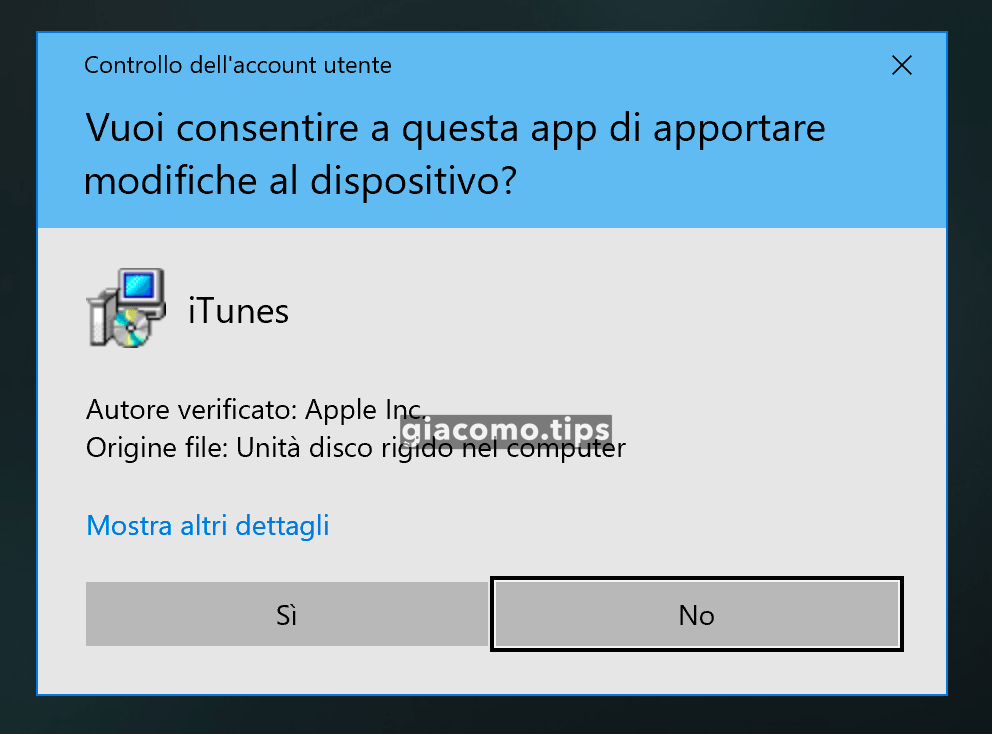 Controllo dell'account utente
Vuoi consentire a questa app di apportare
modifiche al dispositivo?
iTunes
Autore verificato: Apple Inc.
giacomo.tips
Origine file: Unità disco rigido nel computer
Mostra altri dettagli
Sì
No